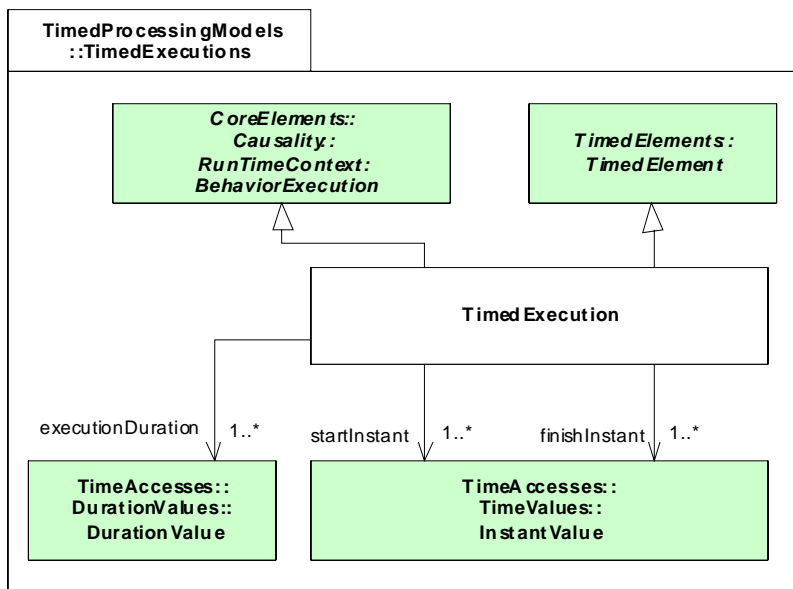 TimedProcessingModels
::TimedExecutions
CoreElements::
Causality::
RunTimeContext:
BehaviorExecution
TimedElements::
TimedElement
TimedExecution
executionDuration
1..*
startInstant
1..*
finishInstant
1..*
TimeAccesses::
DurationValues::
DurationValue
TimeAccesses::
TimeValues::
InstantValue